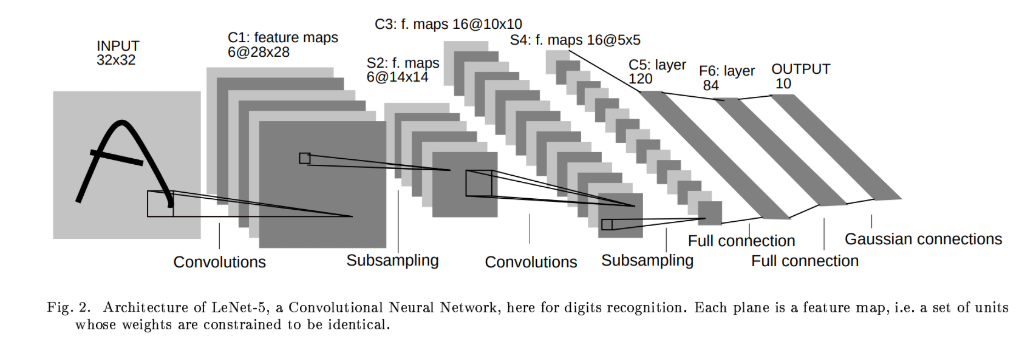 INPUT
32x32
C1: feature maps
6@28x28
S2: f. maps
6@14x14
C3: f. maps 16@10x10
S4: f. maps 16@5x5
C5: layer
120
F6: layer
84
OUTPUT
10
Convolutions
Subsampling
Convolutions
Subsampling
Full connection
Full connection
Gaussian connections
Fig. 2. Architecture of LeNet-5, a Convolutional Neural Network, here for digits recognition. Each plane is a feature map, i.e. a set of units
whose weights are constrained to be identical.